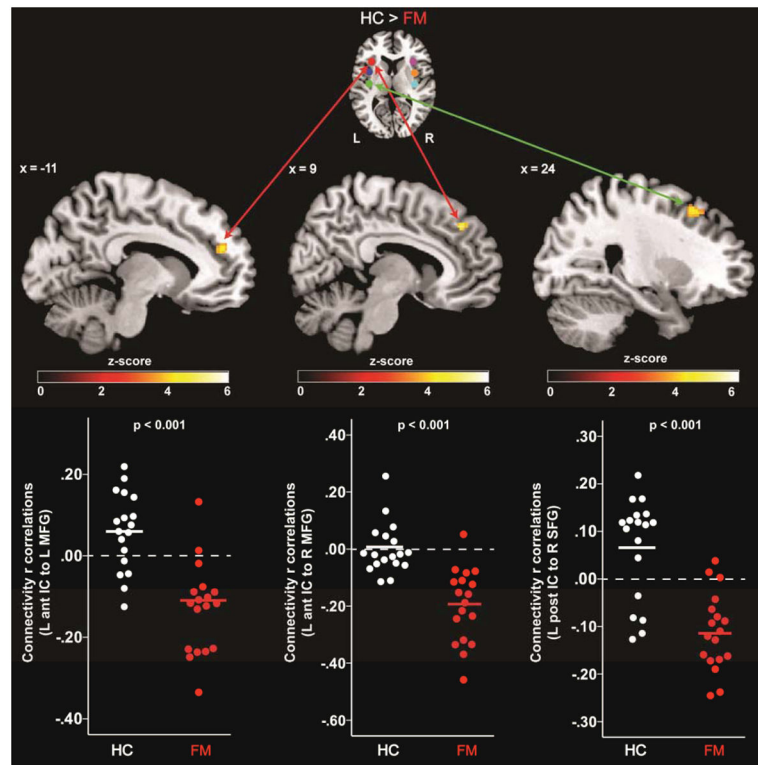 HC > FM
L
R
x = -11
x = 9
x = 24
z-score
0 2 4 6
z-score
0 2 4 6
z-score
0 2 4 6
p < 0.001
Connectivity r correlations
(L ant IC to L MFG)
.20
.00
-.20
-.40
HC
FM
p < 0.001
Connectivity r correlations
(L ant IC to R MFG)
.40
.20
.00
-.20
-.40
-.60
HC
FM
p < 0.001
Connectivity r correlations
(L post IC to R SFG)
.30
.20
.10
.00
-.10
-.20
-.30
HC
FM